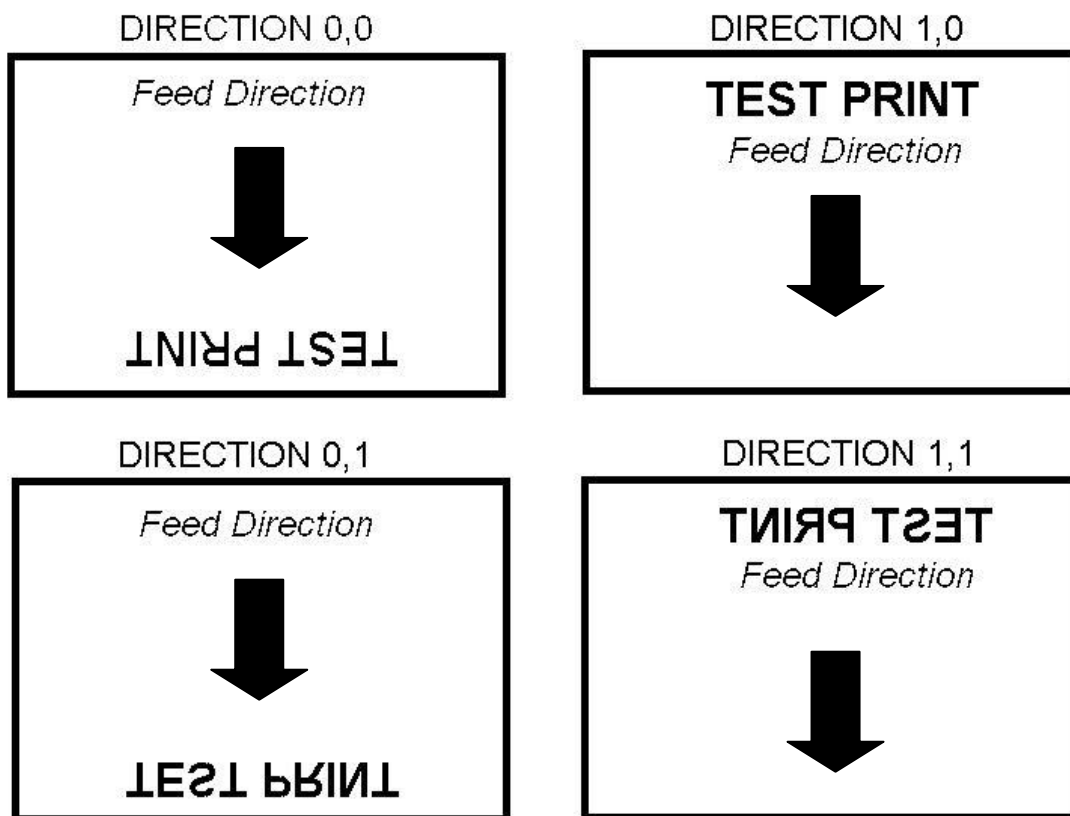 DIRECTION 0,0
Feed Direction
TEST PRINT
DIRECTION 1,0
TEST PRINT
Feed Direction
DIRECTION 0,1
Feed Direction
TEST PRINT
DIRECTION 1,1
TEST PRINT
Feed Direction